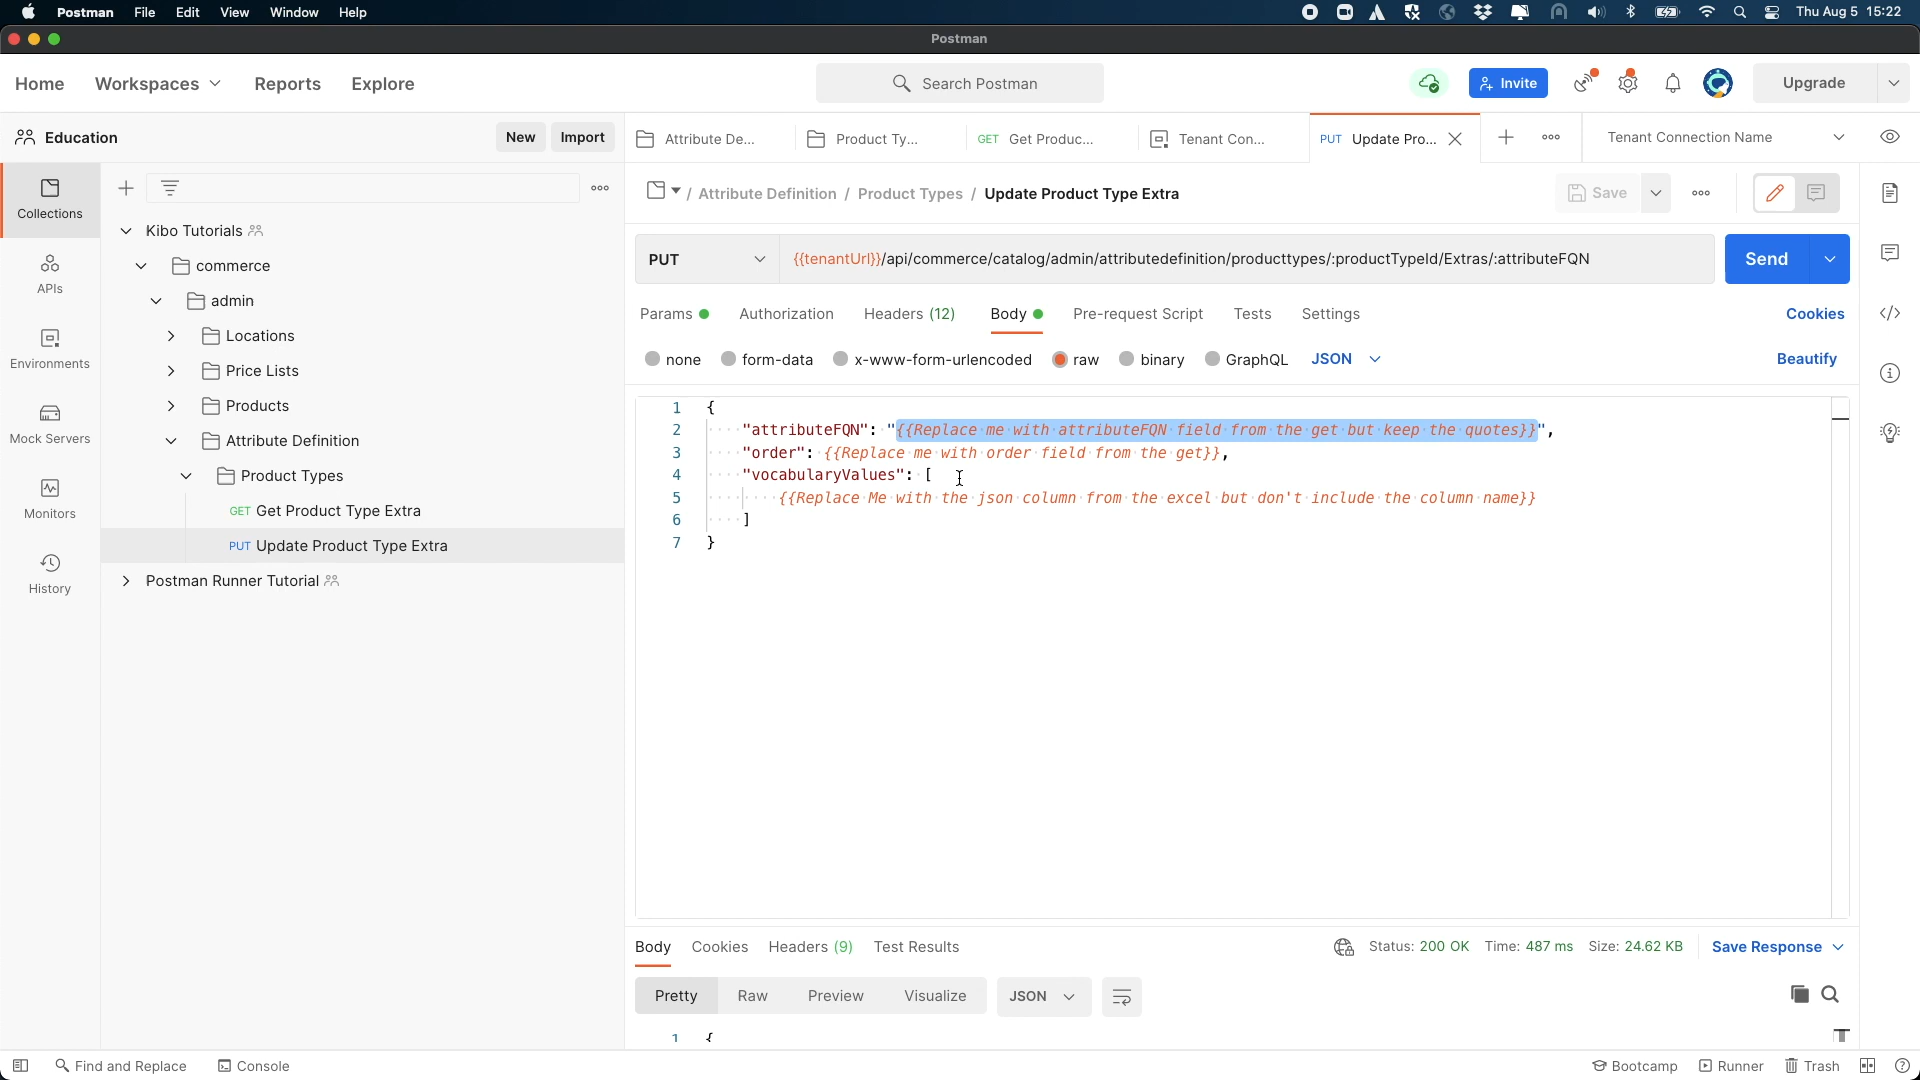 Postman File Edit View Window Help Thu Aug 5 15:22
Postman
Home Workspaces Reports Explore Search Postman Invite Upgrade
Education New Import Attribute De... Product Ty... GET Get Produc... Tenant Con... PUT Update Pro... Tenant Connection Name
Collections
APIs
Environments
Mock Servers
Monitors
History
Kibo Tutorials
commerce
admin
Locations
Price Lists
Products
Attribute Definition
Product Types
GET Get Product Type Extra
PUT Update Product Type Extra
Postman Runner Tutorial
/ Attribute Definition / Product Types / Update Product Type Extra Save
PUT {{tenantUrl}}/api/commerce/catalog/admin/attributedefinition/producttypes/:productTypeId/Extras/:attributeFQN Send
Params Authorization Headers (12) Body Pre-request Script Tests Settings Cookies
none form-data x-www-form-urlencoded raw binary GraphQL JSON Beautify
1 {
2 "attributeFQN": "{{Replace me with attributeFQN field from the get but keep the quotes}}",
3 "order": {{Replace me with order field from the get}},
4 "vocabularyValues": [
5 {{Replace Me with the json column from the excel but don't include the column name}}
6 ]
7 }
Body Cookies Headers (9) Test Results Status: 200 OK Time: 487 ms Size: 24.62 KB Save Response
Pretty Raw Preview Visualize JSON
1 {
Find and Replace Console Bootcamp Runner Trash